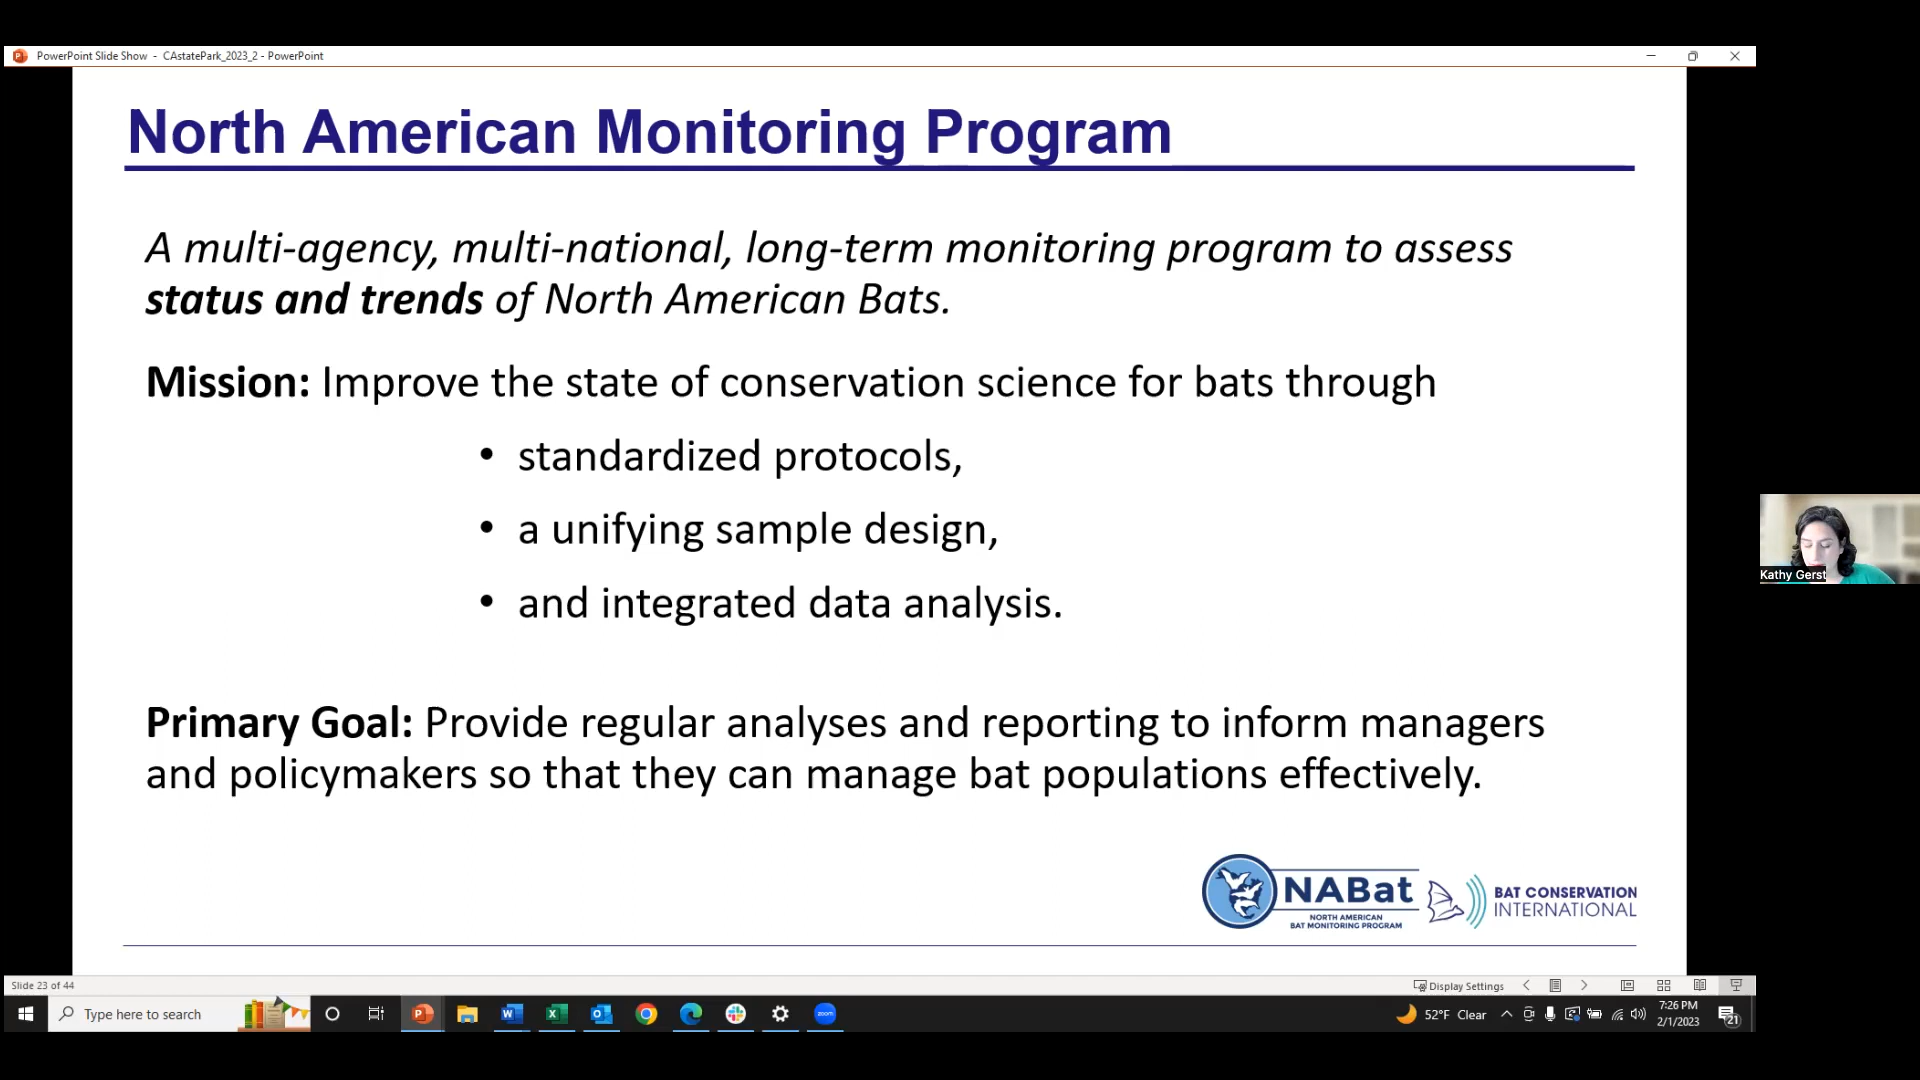 PowerPoint Slide Show - CAstatePark_2023_2 - PowerPoint
North American Monitoring Program
A multi-agency, multi-national, long-term monitoring program to assess
status and trends of North American Bats.
Mission: Improve the state of conservation science for bats through
• standardized protocols,
• a unifying sample design,
• and integrated data analysis.
Kathy Gerst
Primary Goal: Provide regular analyses and reporting to inform managers
and policymakers so that they can manage bat populations effectively.
NABat
NORTH AMERICAN
BAT MONITORING PROGRAM
BAT CONSERVATION
INTERNATIONAL
Slide 23 of 44
Display Settings
Type here to search
zoom
52°F Clear
7:26 PM
2/1/2023
21